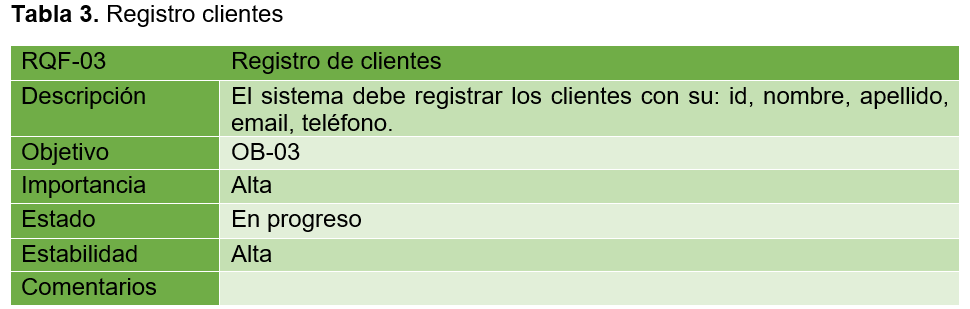 Tabla 3. Registro clientes
RQF-03 Registro de clientes
Descripción El sistema debe registrar los clientes con su: id, nombre, apellido,
email, teléfono.
Objetivo OB-03
Importancia Alta
Estado En progreso
Estabilidad Alta
Comentarios